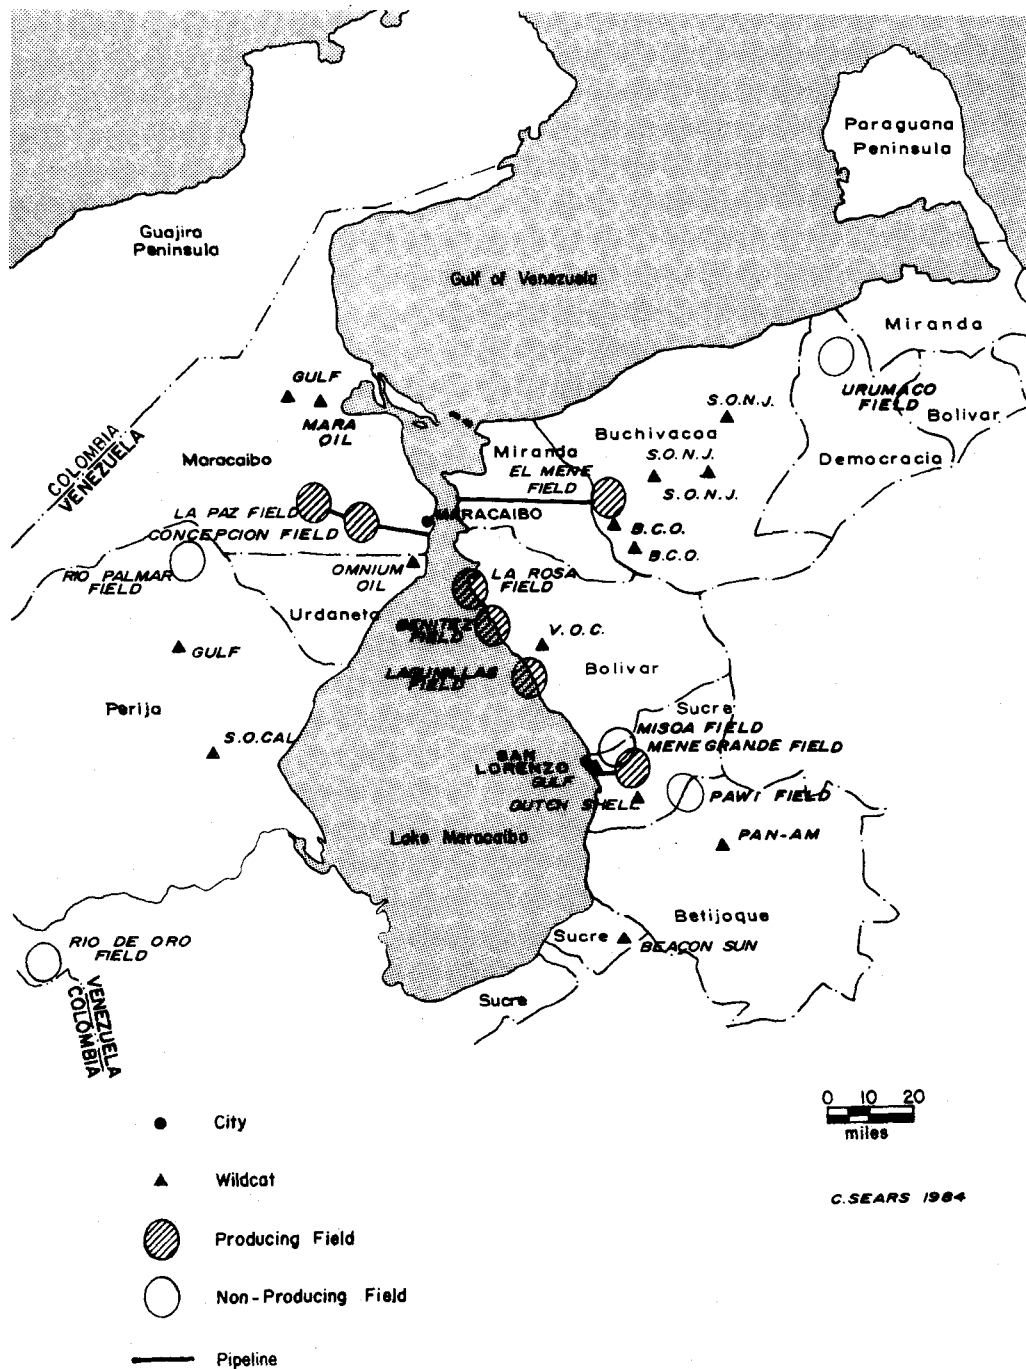 Paraguana
Peninsula
Guajira
Peninsula
Gulf of Venezuela
Miranda
GULF
MARA
OIL
URUMACO
FIELD
Bolivar
S.O.N.J.
Buchivacoa
S.O.N.J.
S.O.N.J.
Democracia
COLOMBIA
VENEZUELA
Maracaibo
Miranda
EL MENE
FIELD
LA PAZ FIELD
CONCEPCION FIELD
MARACAIBO
B.C.O.
B.C.O.
RIO PALMAR
FIELD
OMNIUM
OIL
LA ROSA
FIELD
Urdaneta
BENITEZ
FIELD
V.O.C.
GULF
LAGUNILLAS
FIELD
Bolivar
Perija
Sucre
MISOA FIELD
MENE GRANDE FIELD
S.O.CAL
SAN
LORENZO
GULF
DUTCH SHELL
PAWI FIELD
Lake Maracaibo
PAN-AM
Betijoque
RIO DE ORO
FIELD
Sucre
BEACON SUN
VENEZUELA
COLOMBIA
Sucre
0 10 20
miles
City
Wildcat
C.SEARS 1984
Producing Field
Non-Producing Field
Pipeline